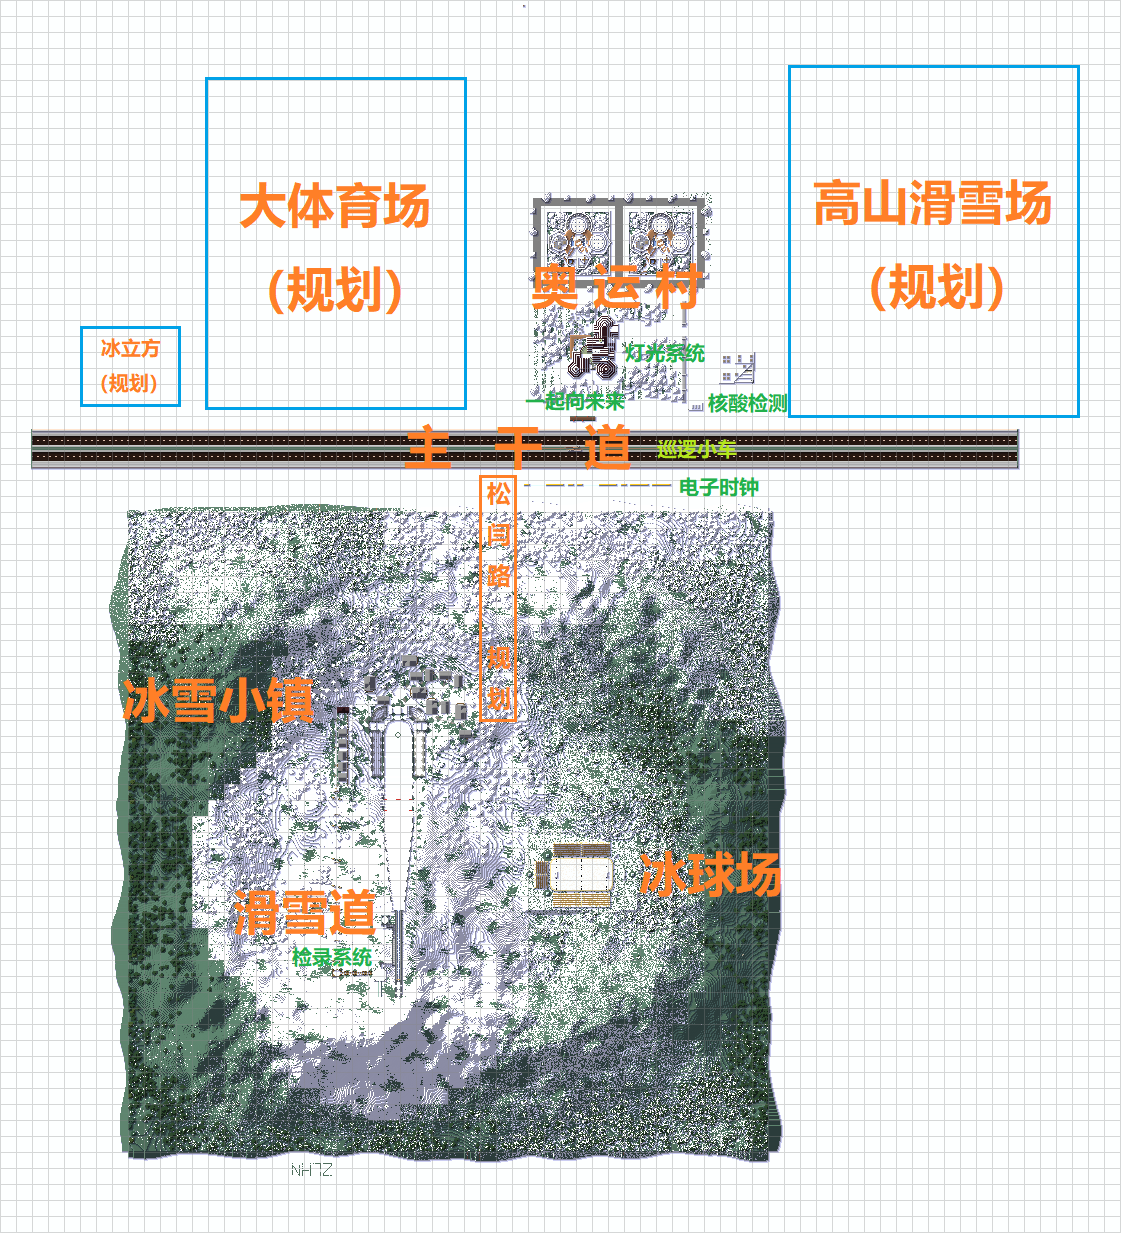 大体育场
（规划）
高山滑雪场
（规划）
奥运村
冰立方
（规划）
灯光系统
一起向未来
核酸检测
主干道
巡逻小车
电子时钟
松闫路 规划
冰雪小镇
冰球场
滑雪道
检录系统